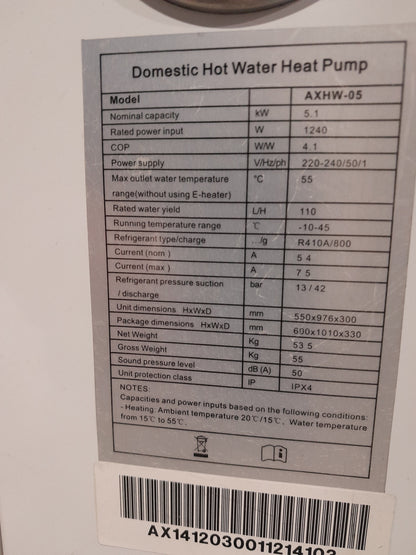 Domestic Hot Water Heat Pump
Model AXHW-05
Nominal capacity kW 5.1
Rated power input W 1240
COP W/W 4.1
Power supply V/Hz/ph 220-240/50/1
Max outlet water temperature °C 55
range(without using E-heater)
Rated water yield L/H 110
Running temperature range ℃ -10-45
Refrigerant type/charge .../g R410A/800
Current (nom ) A 5 4
Current (max ) A 7 5
Refrigerant pressure suction bar 13 / 42
/ discharge
Unit dimensions HxWxD mm 550x976x300
Package dimensions HxWxD mm 600x1010x330
Net Weight Kg 53 5
Gross Weight Kg 55
Sound pressure level dB (A) 50
Unit protection class IP IPX4
NOTES:
Capacities and power inputs based on the following conditions:
- Heating: Ambient temperature 20℃/15℃, Water temperature
from 15℃ to 55℃.
AX1412030011214103